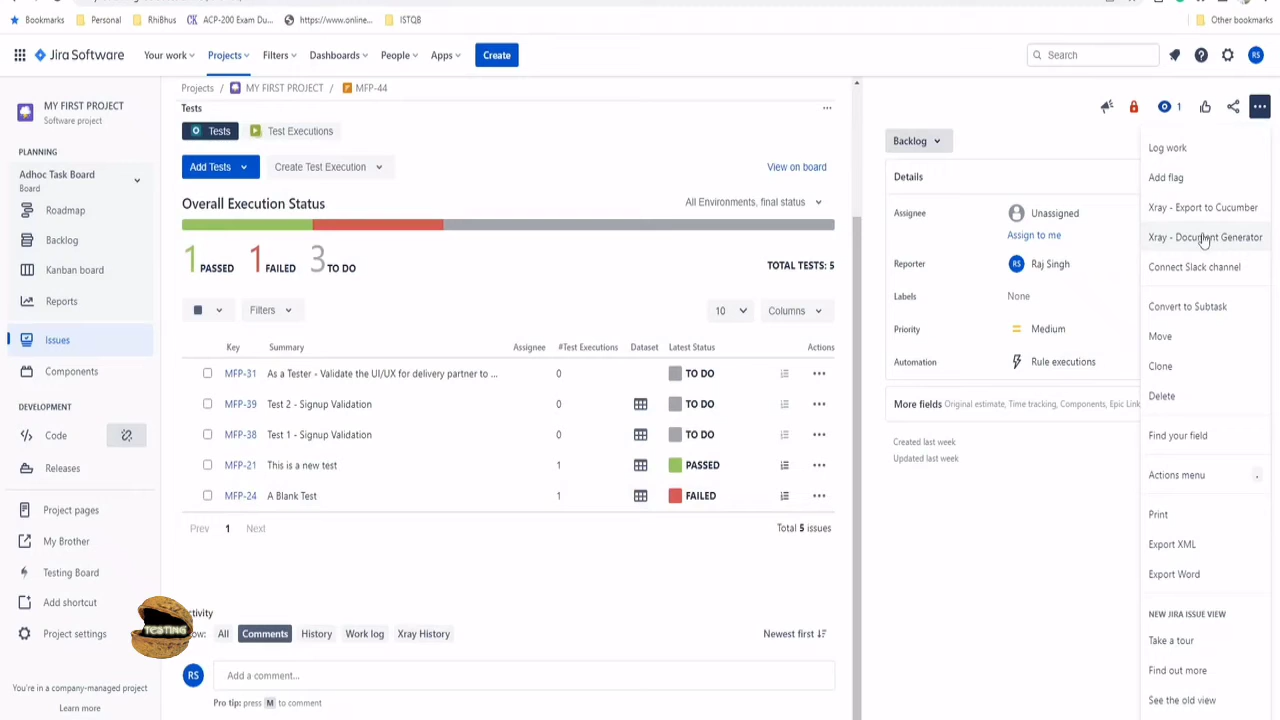 Bookmarks Personal RhiBhus ACP-200 Exam Du... https://www.online... ISTQB Other bookmarks
Jira Software Your work Projects Filters Dashboards People Apps Create Search RS
MY FIRST PROJECT
Software project
PLANNING
Adhoc Task Board
Board
Roadmap
Backlog
Kanban board
Reports
Issues
Components
DEVELOPMENT
Code
Releases
Project pages
My Brother
Testing Board
Add shortcut
Project settings
You're in a company-managed project
Learn more
Projects / MY FIRST PROJECT / MFP-44
Tests
Tests Test Executions
Add Tests Create Test Execution View on board
Overall Execution Status All Environments, final status
1 PASSED 1 FAILED 3 TO DO TOTAL TESTS: 5
Filters 10 Columns
Key Summary Assignee #Test Executions Dataset Latest Status Actions
MFP-31 As a Tester - Validate the UI/UX for delivery partner to ... 0 TO DO
MFP-39 Test 2 - Signup Validation 0 TO DO
MFP-38 Test 1 - Signup Validation 0 TO DO
MFP-21 This is a new test 1 PASSED
MFP-24 A Blank Test 1 FAILED
Prev 1 Next Total 5 issues
TESTING
All Comments History Work log Xray History Newest first
RS Add a comment...
Pro tip: press M to comment
1
Backlog
Details
Assignee Unassigned
Assign to me
Reporter RS Raj Singh
Labels None
Priority Medium
Automation Rule executions
More fields Original estimate, Time tracking, Components, Epic Link
Created last week
Updated last week
Log work
Add flag
Xray - Export to Cucumber
Xray - Document Generator
Connect Slack channel
Convert to Subtask
Move
Clone
Delete
Find your field
Actions menu .
Print
Export XML
Export Word
NEW JIRA ISSUE VIEW
Take a tour
Find out more
See the old view